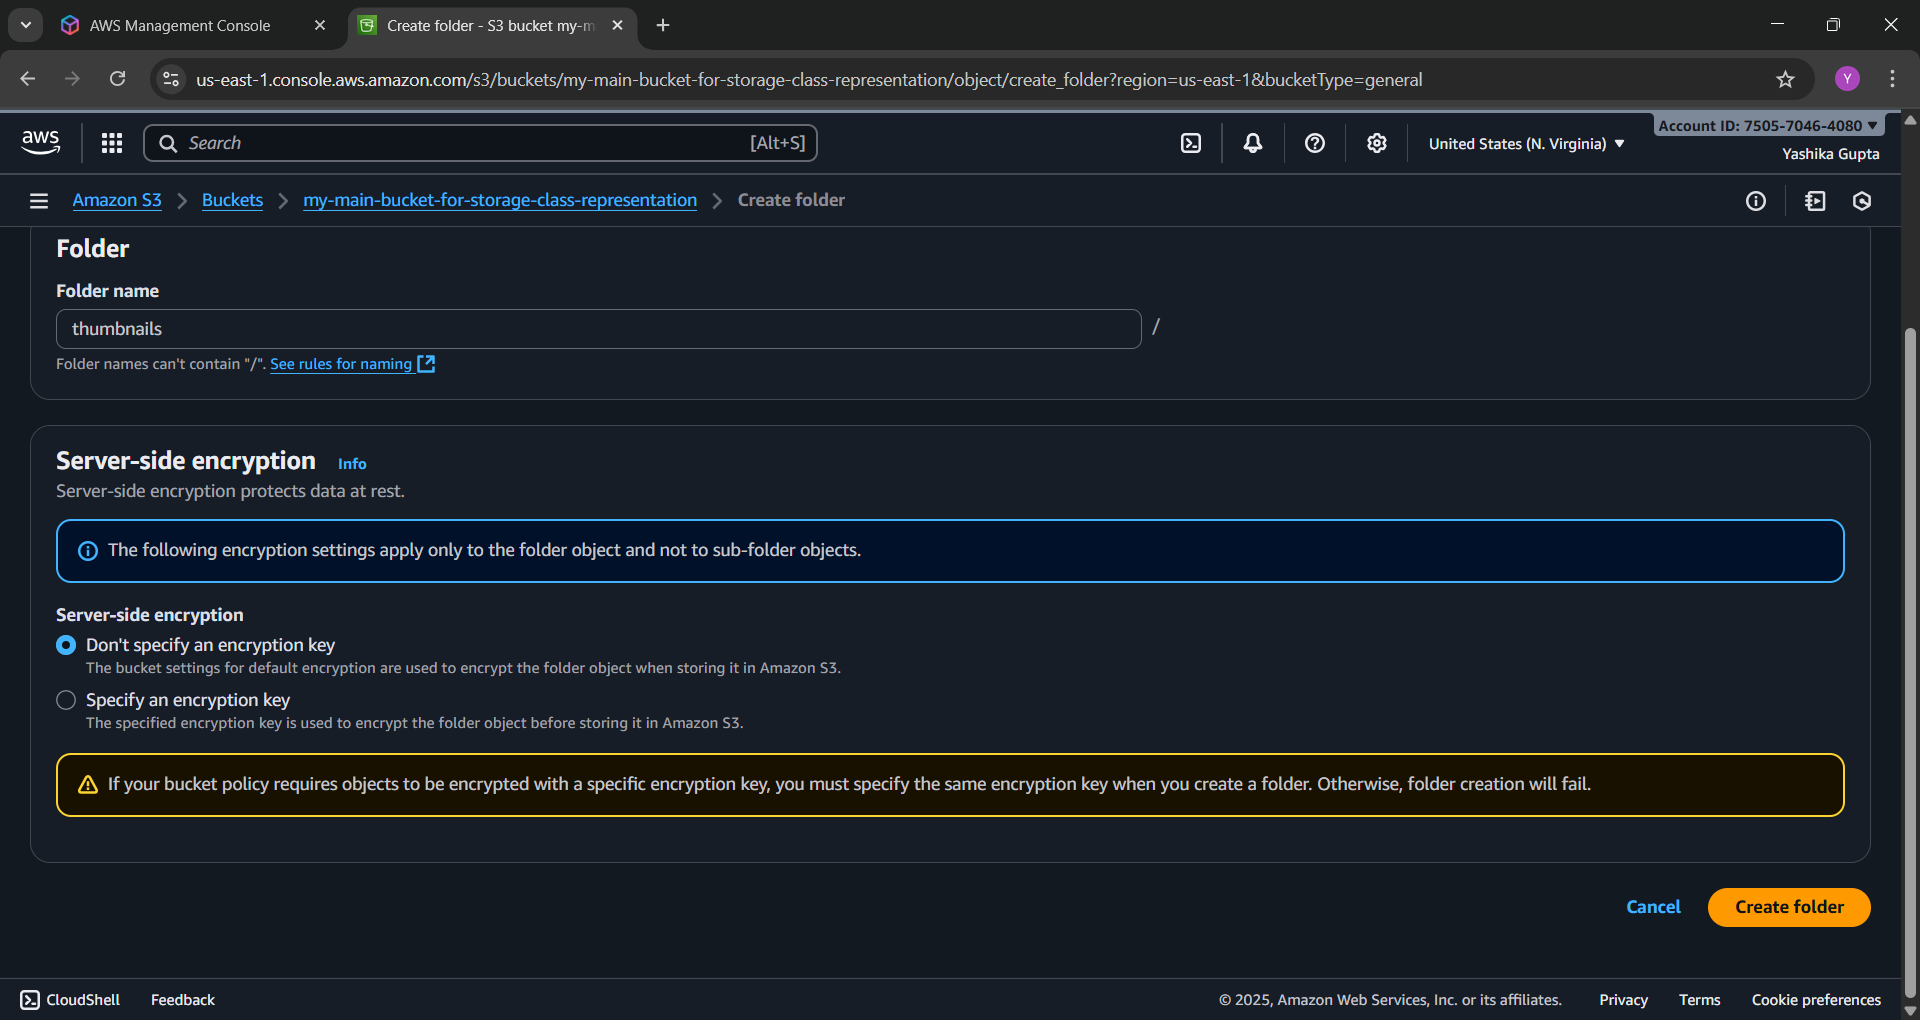 AWS Management Console
Create folder - S3 bucket my-m
us-east-1.console.aws.amazon.com/s3/buckets/my-main-bucket-for-storage-class-representation/object/create_folder?region=us-east-1&bucketType=general
Y
aws
Search
[Alt+S]
United States (N. Virginia)
Account ID: 7505-7046-4080
Yashika Gupta
Amazon S3
Buckets
my-main-bucket-for-storage-class-representation
Create folder
Folder
Folder name
thumbnails
/
Folder names can't contain "/". See rules for naming
Server-side encryption Info
Server-side encryption protects data at rest.
The following encryption settings apply only to the folder object and not to sub-folder objects.
Server-side encryption
Don't specify an encryption key
The bucket settings for default encryption are used to encrypt the folder object when storing it in Amazon S3.
Specify an encryption key
The specified encryption key is used to encrypt the folder object before storing it in Amazon S3.
If your bucket policy requires objects to be encrypted with a specific encryption key, you must specify the same encryption key when you create a folder. Otherwise, folder creation will fail.
Cancel
Create folder
CloudShell
Feedback
© 2025, Amazon Web Services, Inc. or its affiliates.
Privacy
Terms
Cookie preferences